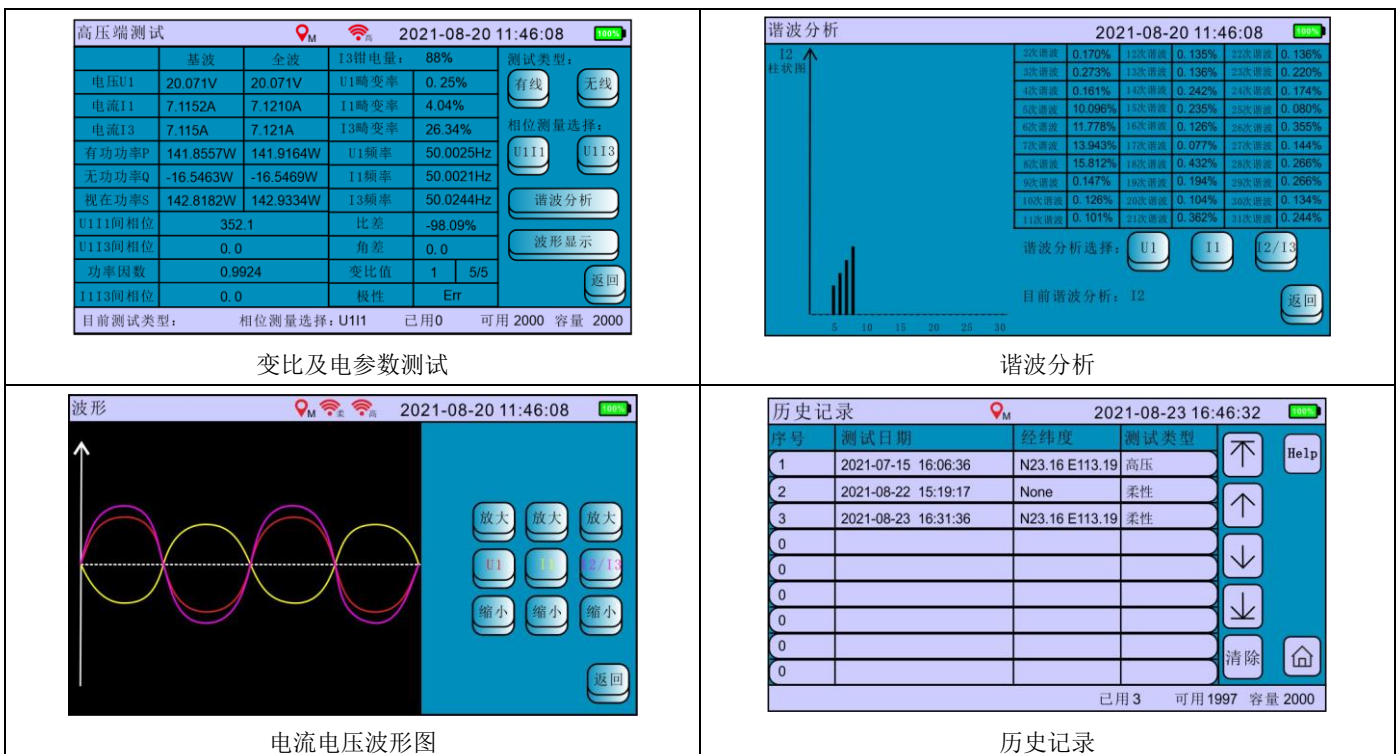 高压端测试 M 高 2021-08-20 11:46:08 100%
基波 全波 I3钳电量： 88% 测试类型：
电压U1 20.071V 20.071V U1畸变率 0.25% 有线 无线
电流I1 7.1152A 7.1210A I1畸变率 4.04%
电流I3 7.115A 7.121A I3畸变率 26.34% 相位测量选择：
有功功率P 141.8557W 141.9164W U1频率 50.0025Hz U1I1 U1I3
无功功率Q -16.5463W -16.5469W I1频率 50.0021Hz
视在功率S 142.8182W 142.9334W I3频率 50.0244Hz 谐波分析
U1I1间相位 352.1 比差 -98.09%
U1I3间相位 0.0 角差 0.0 波形显示
功率因数 0.9924 变比值 1 5/5 返回
I1I3间相位 0.0 极性 Err
目前测试类型： 相位测量选择：U1I1 已用0 可用 2000 容量 2000
变比及电参数测试
谐波分析 2021-08-20 11:46:08 100%
I2
柱状图
2次谐波 0.170% 12次谐波 0.135% 22次谐波 0.136%
3次谐波 0.273% 13次谐波 0.136% 23次谐波 0.220%
4次谐波 0.161% 14次谐波 0.242% 24次谐波 0.174%
5次谐波 10.096% 15次谐波 0.235% 25次谐波 0.080%
6次谐波 11.778% 16次谐波 0.126% 26次谐波 0.355%
7次谐波 13.943% 17次谐波 0.077% 27次谐波 0.144%
8次谐波 15.812% 18次谐波 0.432% 28次谐波 0.266%
9次谐波 0.147% 19次谐波 0.194% 29次谐波 0.266%
10次谐波 0.126% 20次谐波 0.104% 30次谐波 0.134%
11次谐波 0.101% 21次谐波 0.362% 31次谐波 0.244%
谐波分析选择： U1 I1 I2/I3
目前谐波分析： I2 返回
5 10 15 20 25 30
谐波分析
波形 M 柔 高 2021-08-20 11:46:08 100%
放大 放大 放大
U1 I1 I2/I3
缩小 缩小 缩小
返回
电流电压波形图
历史记录 M 2021-08-23 16:46:32 100%
序号 测试日期 经纬度 测试类型 Help
1 2021-07-15 16:06:36 N23.16 E113.19 高压
2 2021-08-22 15:19:17 None 柔性
3 2021-08-23 16:31:36 N23.16 E113.19 柔性
0
0
0
0
0 清除
0
已用 3 可用1997 容量 2000
历史记录